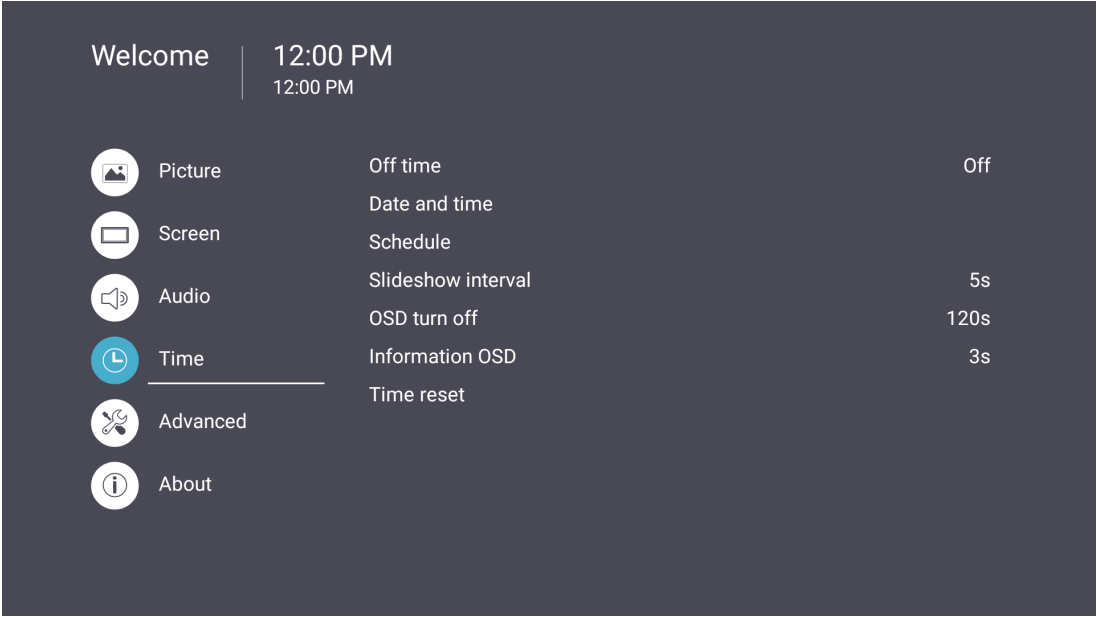 Welcome
12:00 PM
12:00 PM
Picture
Screen
Audio
Time
Advanced
About
Off time Off
Date and time
Schedule
Slideshow interval 5s
OSD turn off 120s
Information OSD 3s
Time reset